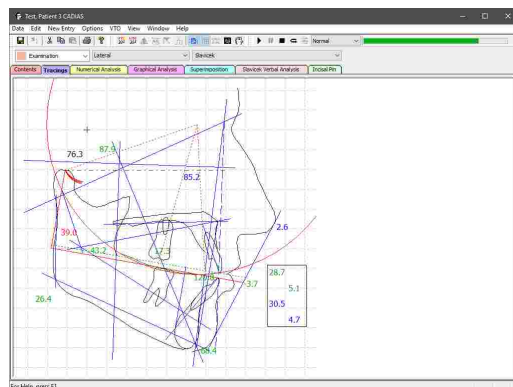 Test, Patient 3 CADIAS
Data Edit New Entry Options VTO View Window Help
Normal
Examination Lateral Slavicek
Contents Tracings Numerical Analysis Graphical Analysis Superimposition Slavicek Verbal Analysis Incisal Pin
87.9
76.3
85.2
2.6
39.0
-43.2
17.3
28.7
5.1
-3.7
26.4
30.5
4.7
68.4
For Help, press F1